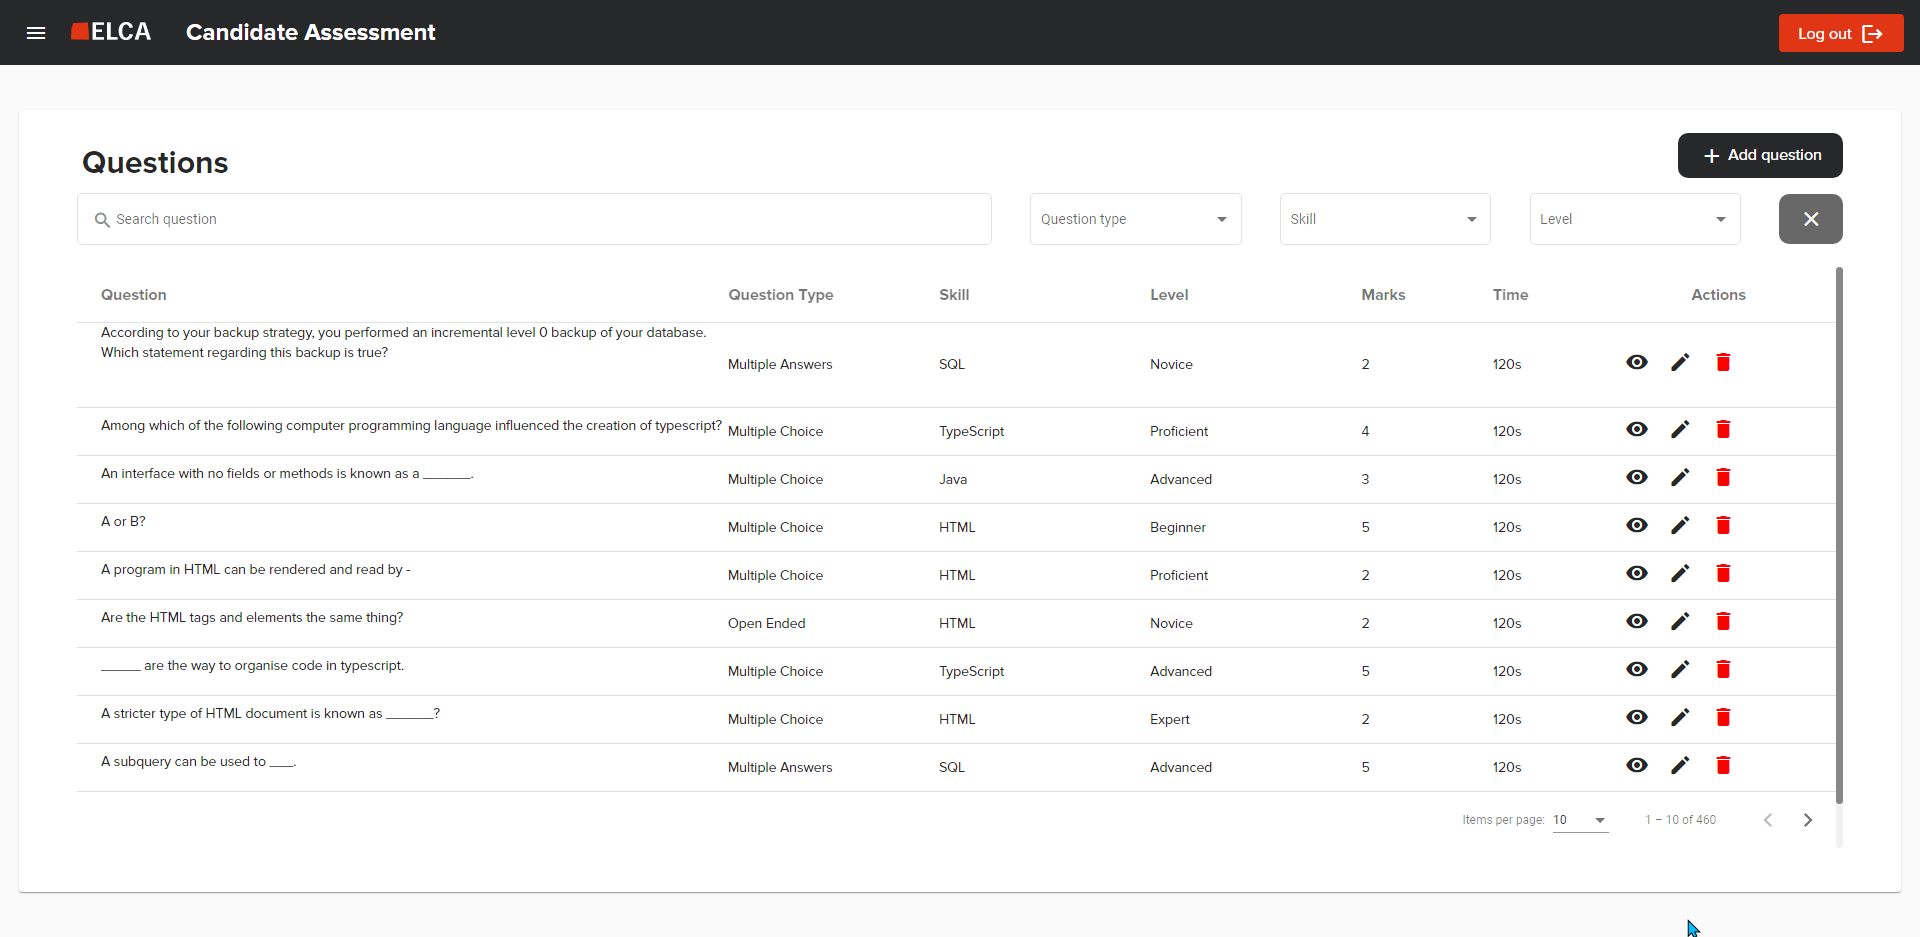 ELCA Candidate Assessment Log out
Questions
Add question
Search question Question type Skill Level
Question Question Type Skill Level Marks Time Actions
According to your backup strategy, you performed an incremental level 0 backup of your database.
Which statement regarding this backup is true?
Multiple Answers SQL Novice 2 120s
Among which of the following computer programming language influenced the creation of typescript? Multiple Choice TypeScript Proficient 4 120s
An interface with no fields or methods is known as a ______. Multiple Choice Java Advanced 3 120s
A or B? Multiple Choice HTML Beginner 5 120s
A program in HTML can be rendered and read by - Multiple Choice HTML Proficient 2 120s
Are the HTML tags and elements the same thing? Open Ended HTML Novice 2 120s
_____ are the way to organise code in typescript. Multiple Choice TypeScript Advanced 5 120s
A stricter type of HTML document is known as ______? Multiple Choice HTML Expert 2 120s
A subquery can be used to ___. Multiple Answers SQL Advanced 5 120s
Items per page: 10 1 – 10 of 460